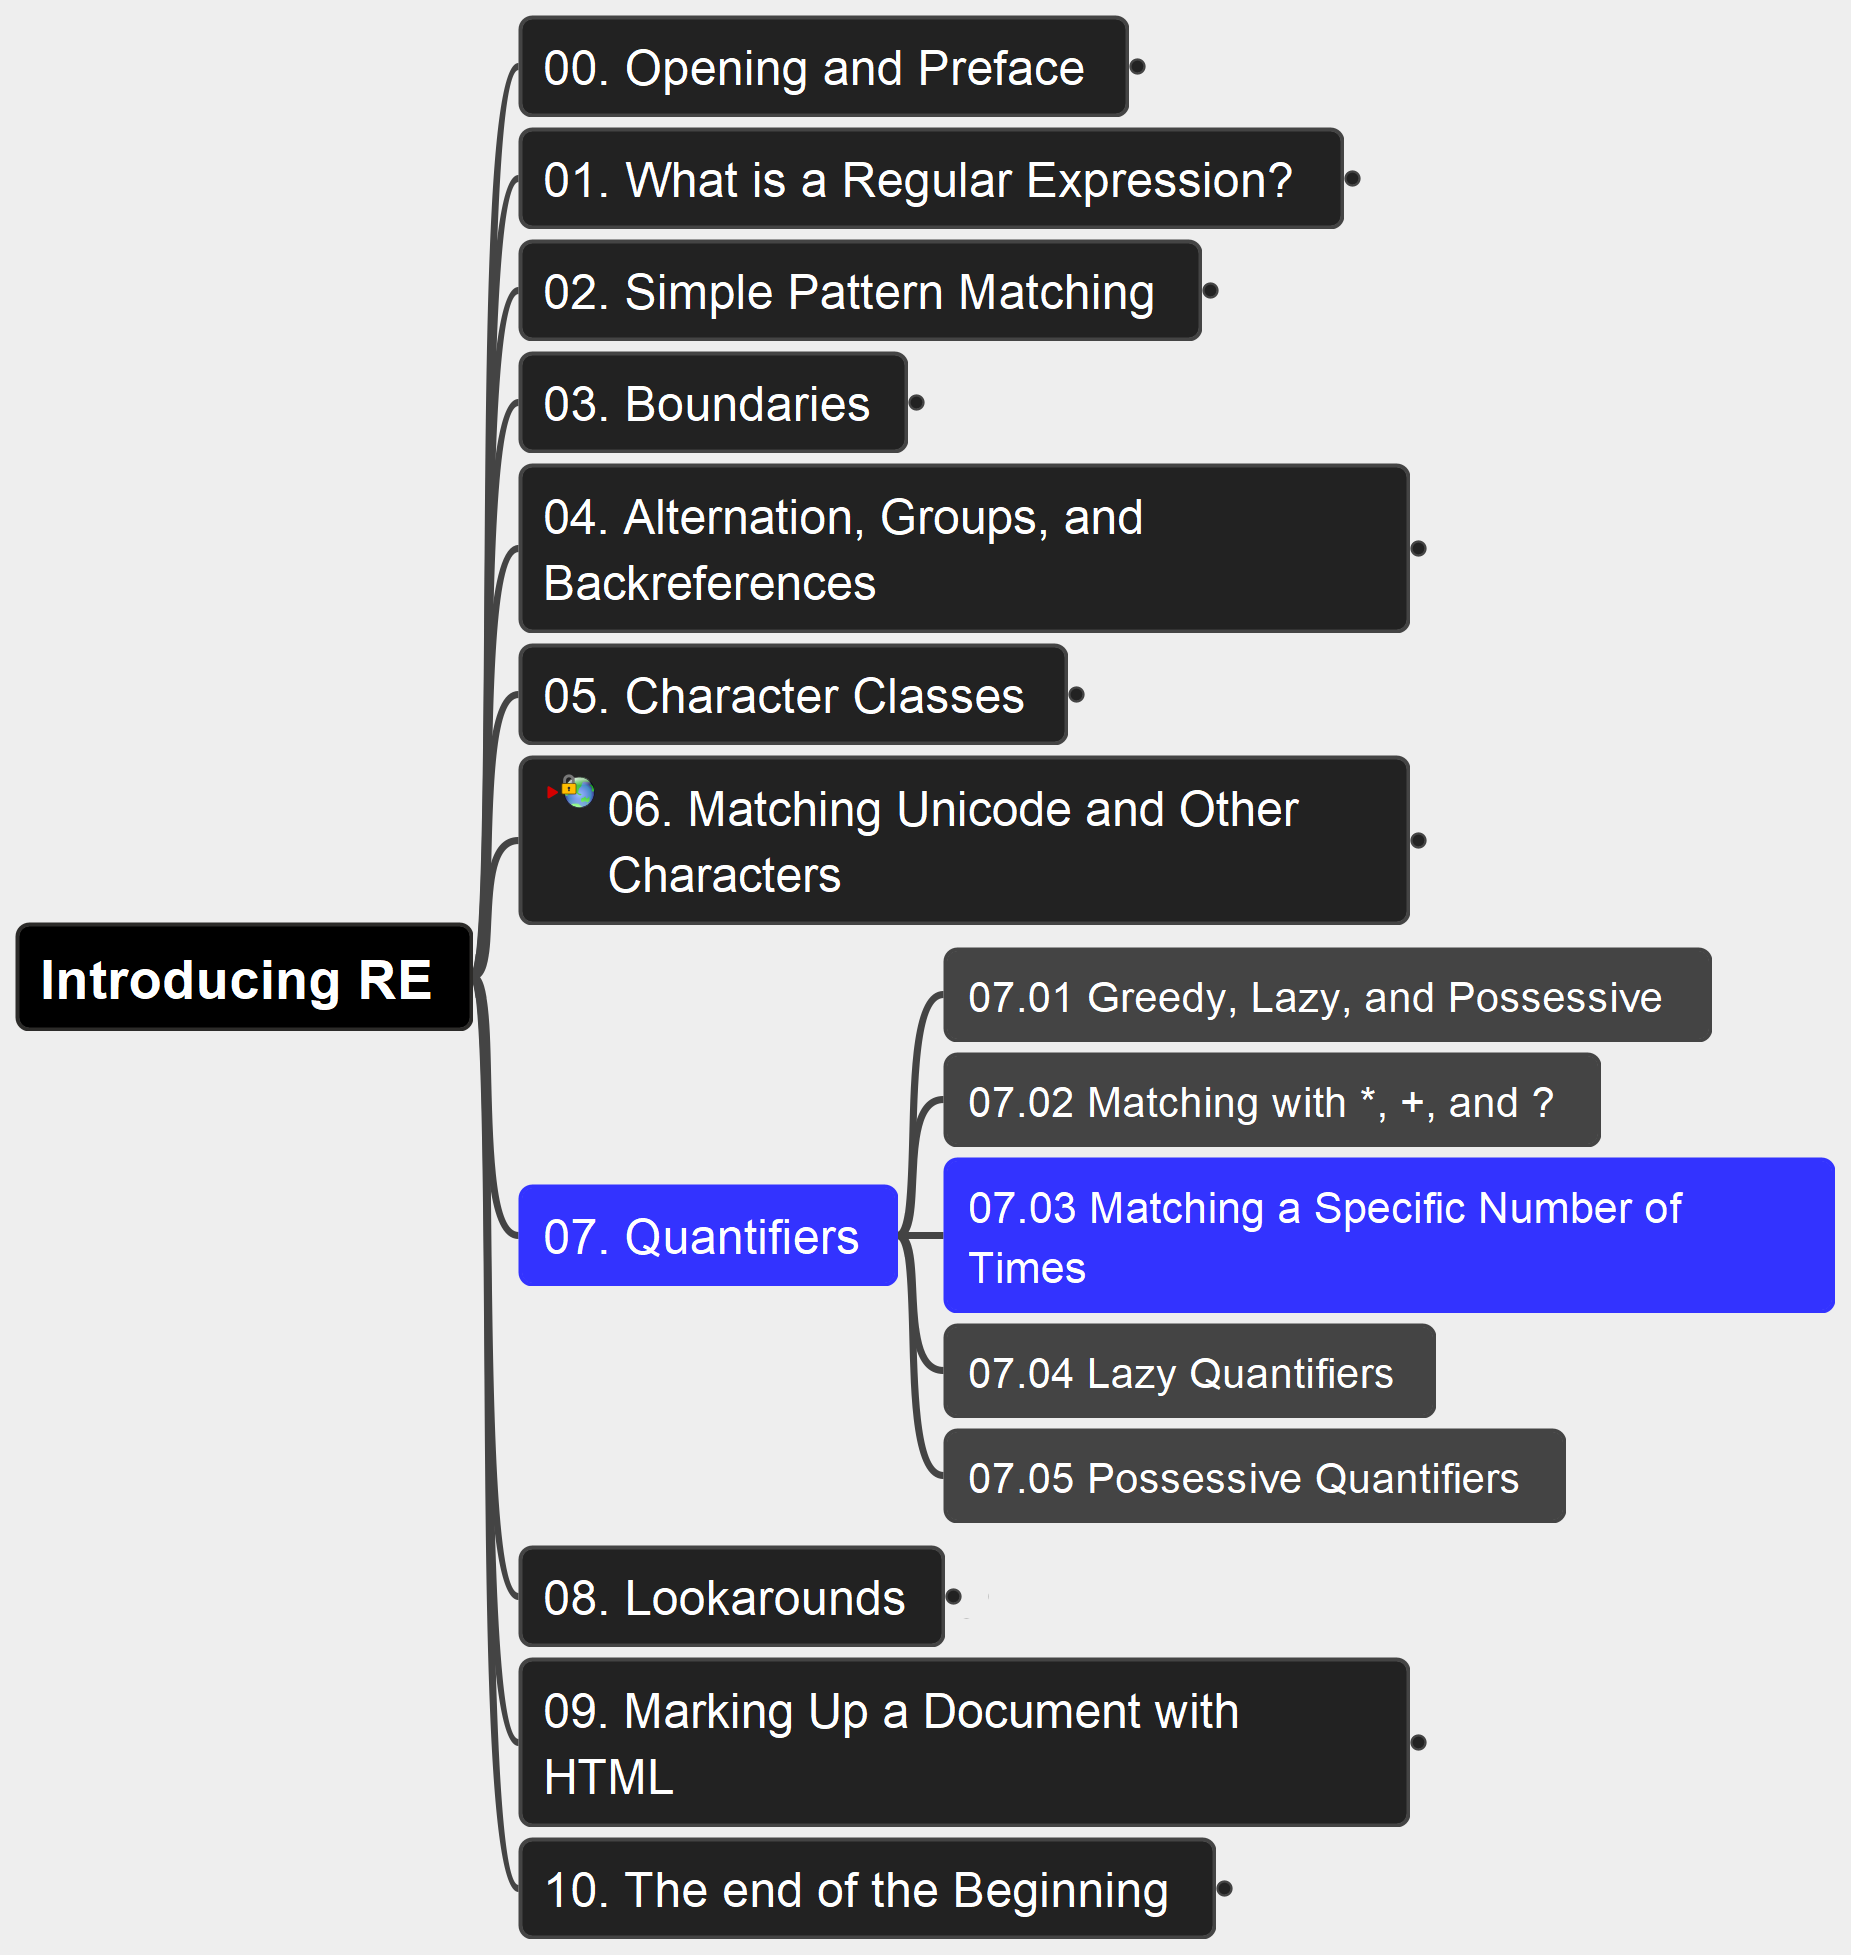 00. Opening and Preface
01. What is a Regular Expression?
02. Simple Pattern Matching
03. Boundaries
04. Alternation, Groups, and
Backreferences
05. Character Classes
06. Matching Unicode and Other
Characters
Introducing RE
07. Quantifiers
07.01 Greedy, Lazy, and Possessive
07.02 Matching with *, +, and ?
07.03 Matching a Specific Number of
Times
07.04 Lazy Quantifiers
07.05 Possessive Quantifiers
08. Lookarounds
09. Marking Up a Document with
HTML
10. The end of the Beginning